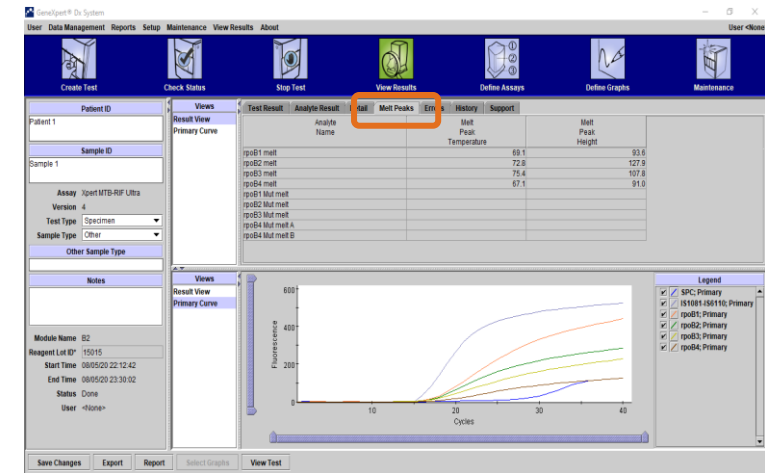 GeneXpert® Dx System
User Data Management Reports Setup Maintenance View Results About
User <None
Create Test
Check Status
Stop Test
View Results
Define Assays
Define Graphs
Maintenance
Patient ID
Patient 1
Sample ID
Sample 1
Assay Xpert MTB-RIF Ultra
Version 4
Test Type Specimen
Sample Type Other
Other Sample Type
Notes
Module Name B2
Reagent Lot ID* 15015
Start Time 08/05/20 22:12:42
End Time 08/05/20 23:30:02
Status Done
User <None>
Views
Result View
Primary Curve
Test Result Analyte Result Detail Melt Peaks Errors History Support
Analyte Name Melt Peak Temperature Melt Peak Height
rpoB1 melt 69.1 93.6
rpoB2 melt 72.8 127.9
rpoB3 melt 75.4 107.8
rpoB4 melt 67.1 91.0
rpoB1 Mut melt
rpoB2 Mut melt
rpoB3 Mut melt
rpoB4 Mut melt A
rpoB4 Mut melt B
Views
Result View
Primary Curve
Fluorescence
600
400
200
0
10 20 30 40
Cycles
Legend
SPC; Primary
IS1081-IS6110; Primary
rpoB1; Primary
rpoB2; Primary
rpoB3; Primary
rpoB4; Primary
Save Changes Export Report Select Graphs View Test